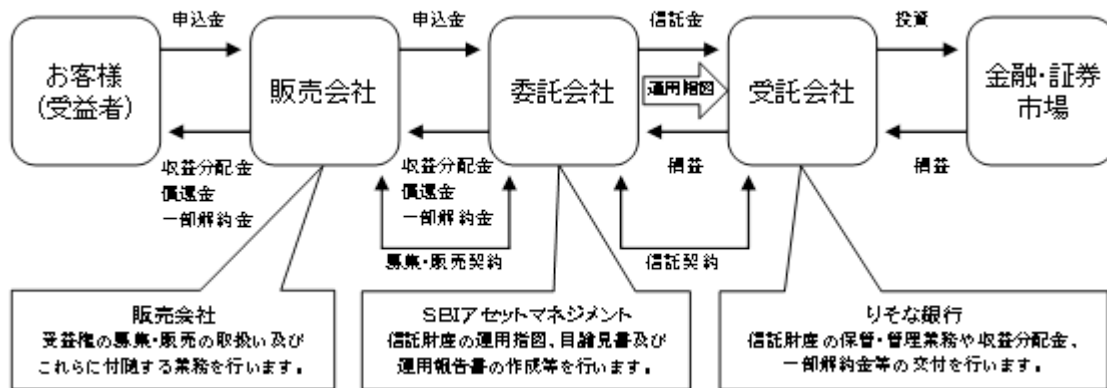 申込金
申込金
信託金
投資
お客様
(受益者)
販売会社
委託会社
運用指図
受託会社
金融・証券
市場
収益分配金
償還金
一部解約金
収益分配金
償還金
一部解約金
損益
損益
募集・販売契約
信託契約
販売会社
受益権の募集・販売の取扱い及び
これらに付随する業務を行います。
SBIアセットマネジメント
信託財産の運用指図、目論見書及び
運用報告書の作成等を行います。
りそな銀行
信託財産の保管・管理業務や収益分配金、
一部解約金等の交付を行います。